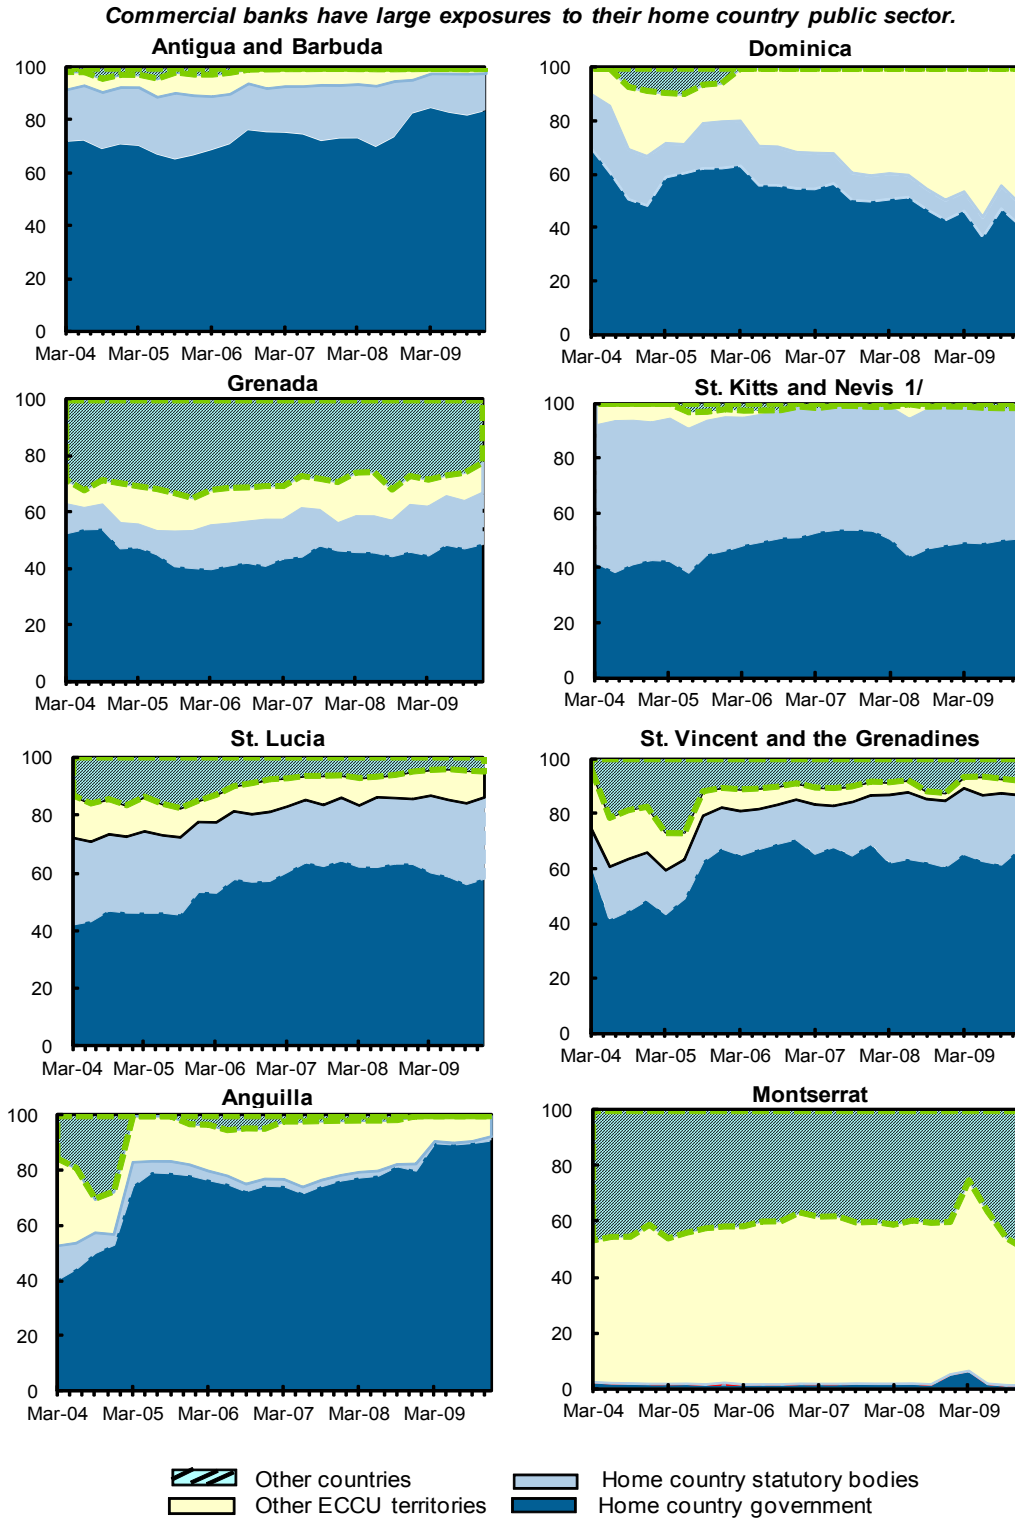 Commercial banks have large exposures to their home country public sector.
Antigua and Barbuda
100
80
60
40
20
0
Mar-04 Mar-05 Mar-06 Mar-07 Mar-08 Mar-09
Dominica
100
80
60
40
20
0
Mar-04 Mar-05 Mar-06 Mar-07 Mar-08 Mar-09
Grenada
100
80
60
40
20
0
Mar-04 Mar-05 Mar-06 Mar-07 Mar-08 Mar-09
St. Kitts and Nevis 1/
100
80
60
40
20
0
Mar-04 Mar-05 Mar-06 Mar-07 Mar-08 Mar-09
St. Lucia
100
80
60
40
20
0
Mar-04 Mar-05 Mar-06 Mar-07 Mar-08 Mar-09
St. Vincent and the Grenadines
100
80
60
40
20
0
Mar-04 Mar-05 Mar-06 Mar-07 Mar-08 Mar-09
Anguilla
100
80
60
40
20
0
Mar-04 Mar-05 Mar-06 Mar-07 Mar-08 Mar-09
Montserrat
100
80
60
40
20
0
Mar-04 Mar-05 Mar-06 Mar-07 Mar-08 Mar-09
Other countries
Home country statutory bodies
Other ECCU territories
Home country government